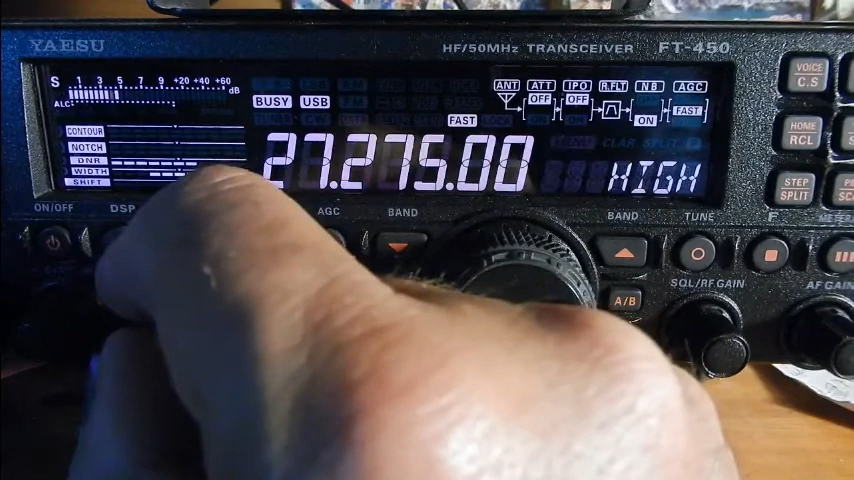 YAESU
HF/50MHz TRANSCEIVER FT-450
S 1 3 5 7 9 +20 +40 +60 dB
ALC
BUSY USB
FAST
ANT ATT IPO R.FLT NB AGC
OFF OFF FAST
ON
CONTOUR
NOTCH
DNR
WIDTH
SHIFT
27.275.00
CLAR SPLIT
HIGH
VOICE
C.S
HOME
RCL
STEP
SPLIT
ON/OFF DSP AGC BAND BAND TUNE F
A/B
SQL/RF GAIN AF GAIN